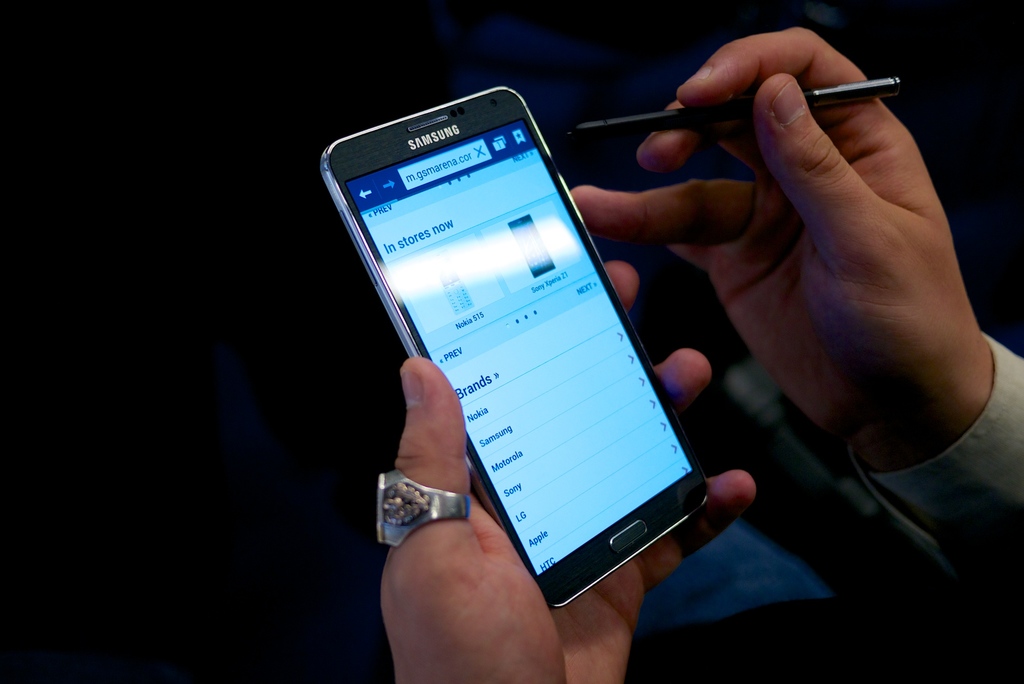 SAMSUNG
m.gsmarena.cor
NEXT »
« PREV
In stores now
Nokia 515
Sony Xperia Z1
NEXT »
« PREV
Brands »
Nokia
Samsung
Motorola
Sony
LG
Apple
HTC